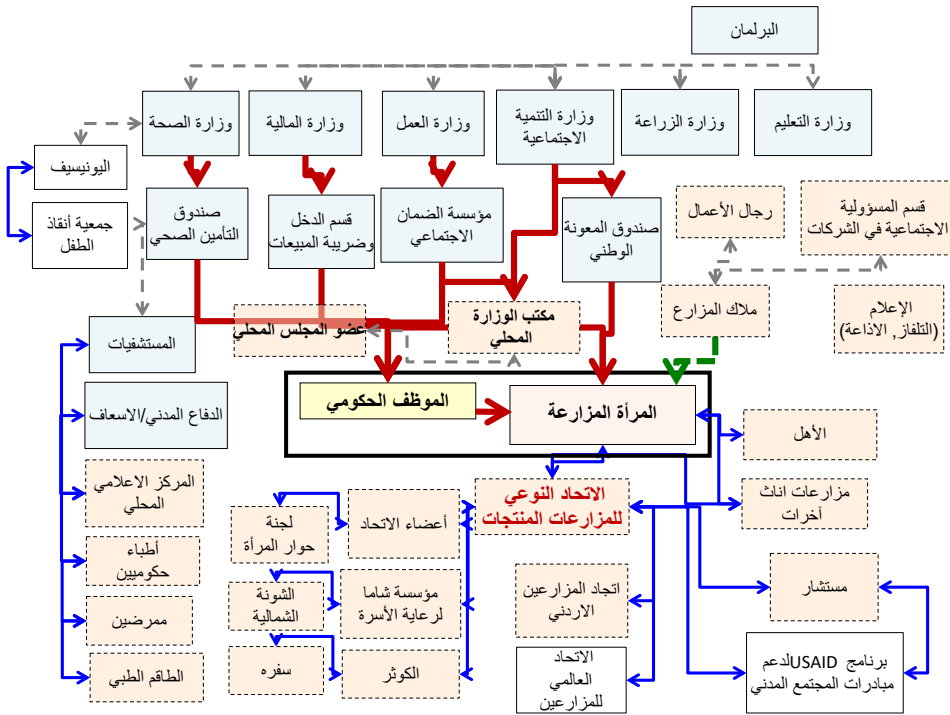 البرلمان
وزارة الصحة
وزارة المالية
وزارة العمل
وزارة التنمية
الاجتماعية
وزارة الزراعة
وزارة التعليم
اليونيسيف
جمعية أنقاذ
الطفل
صندوق
التأمين الصحي
قسم الدخل
وضريبة المبيعات
مؤسسة الضمان
الاجتماعي
صندوق المعونة
الوطني
رجال الأعمال
قسم المسؤولية
الاجتماعية في الشركات
عضو المجلس المحلي
مكتب الوزارة
المحلي
ملاك المزارع
الإعلام
(التلفاز, الاذاعة)
المستشفيات
الموظف الحكومي
المرأة المزارعة
الدفاع المدني/الاسعاف
الأهل
المركز الاعلامي
المحلي
لجنة
حوار المرأة
أعضاء الاتحاد
الاتحاد النوعي
للمزارعات المنتجات
مزارعات اناث
آخرات
أطباء
حكوميين
الشونة
الشمالية
مؤسسة شاما
لرعاية الأسرة
اتجاد المزارعين
الاردني
مستشار
ممرضين
الطاقم الطبي
سفره
الكوثر
الاتحاد
العالمي
للمزارعين
برنامج USAIDلدعم
مبادرات المجتمع المدني